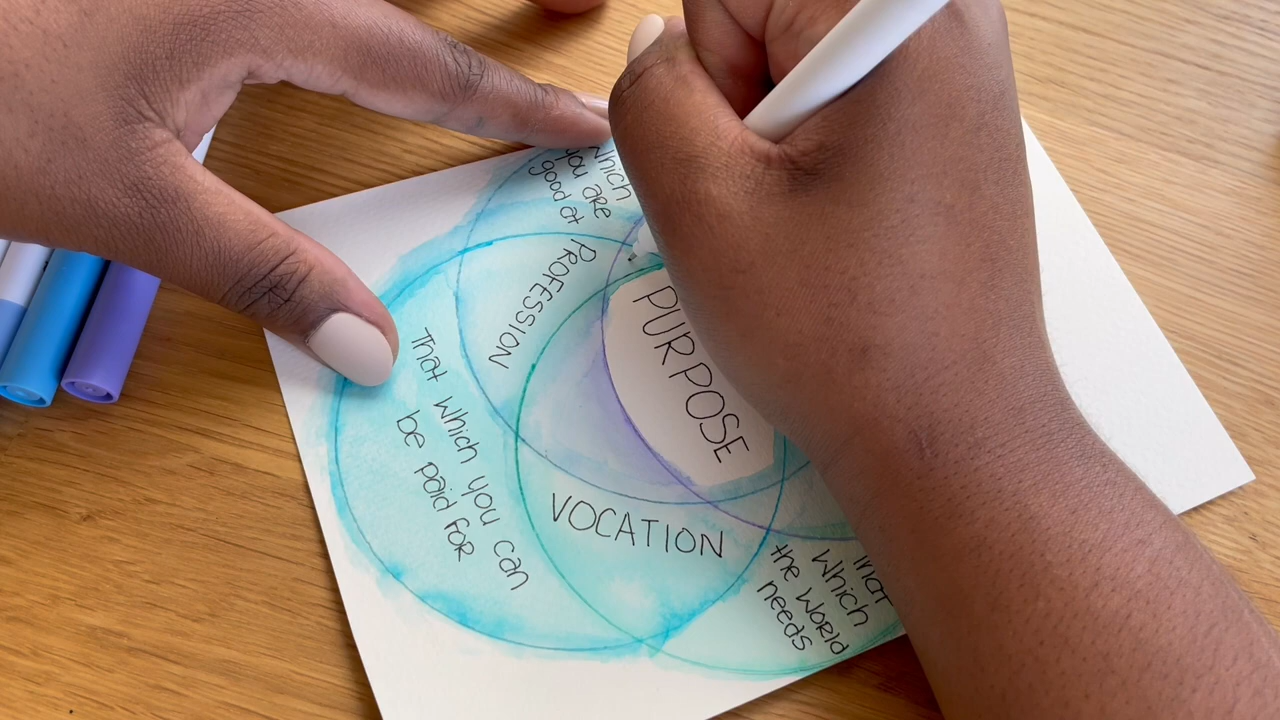 Which
you are
good at
PROFESSION
PURPOSE
That which you can
be paid for
VOCATION
That
which
the world
needs